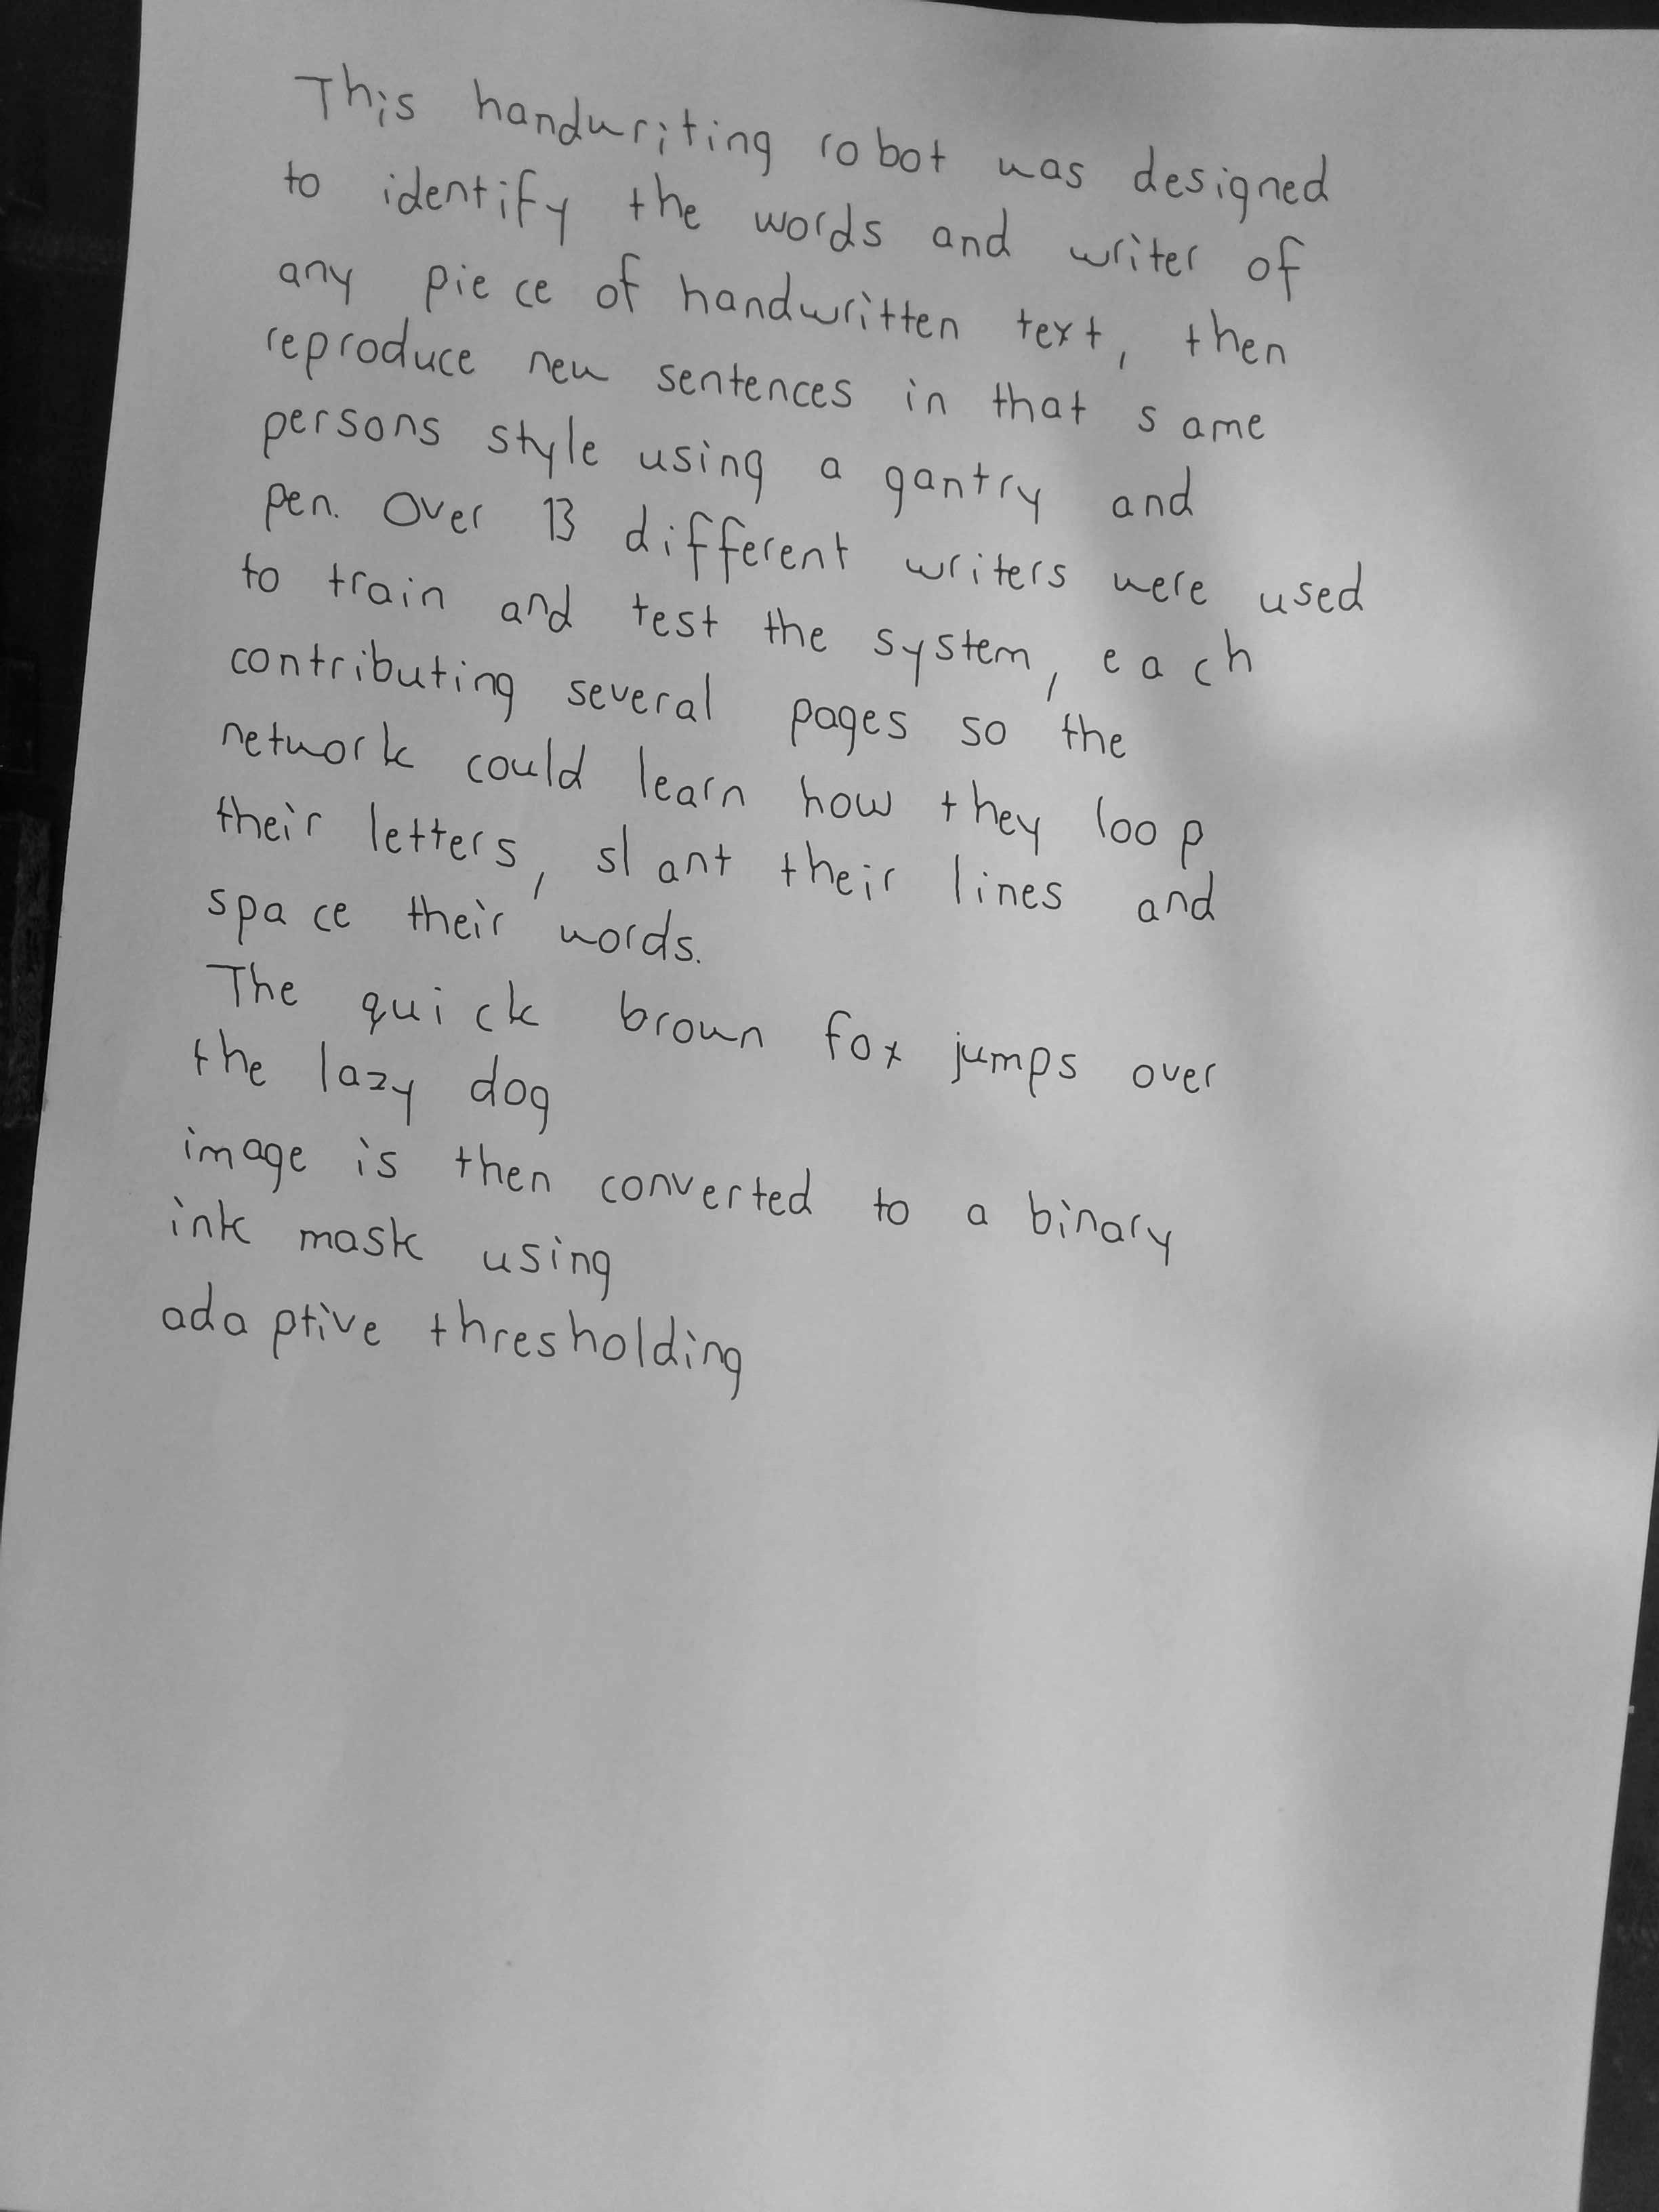 This handwriting robot was designed
to identify the words and writer of
any piece of handwritten text, then
reproduce new sentences in that same
persons style using a gantry and
pen. Over 13 different writers were used
to train and test the system, each
contributing several pages so the
network could learn how they loop
their letters, slant their lines and
space their words.
The quick brown fox jumps over
the lazy dog
image is then converted to a binary
ink mask using
adaptive thresholding